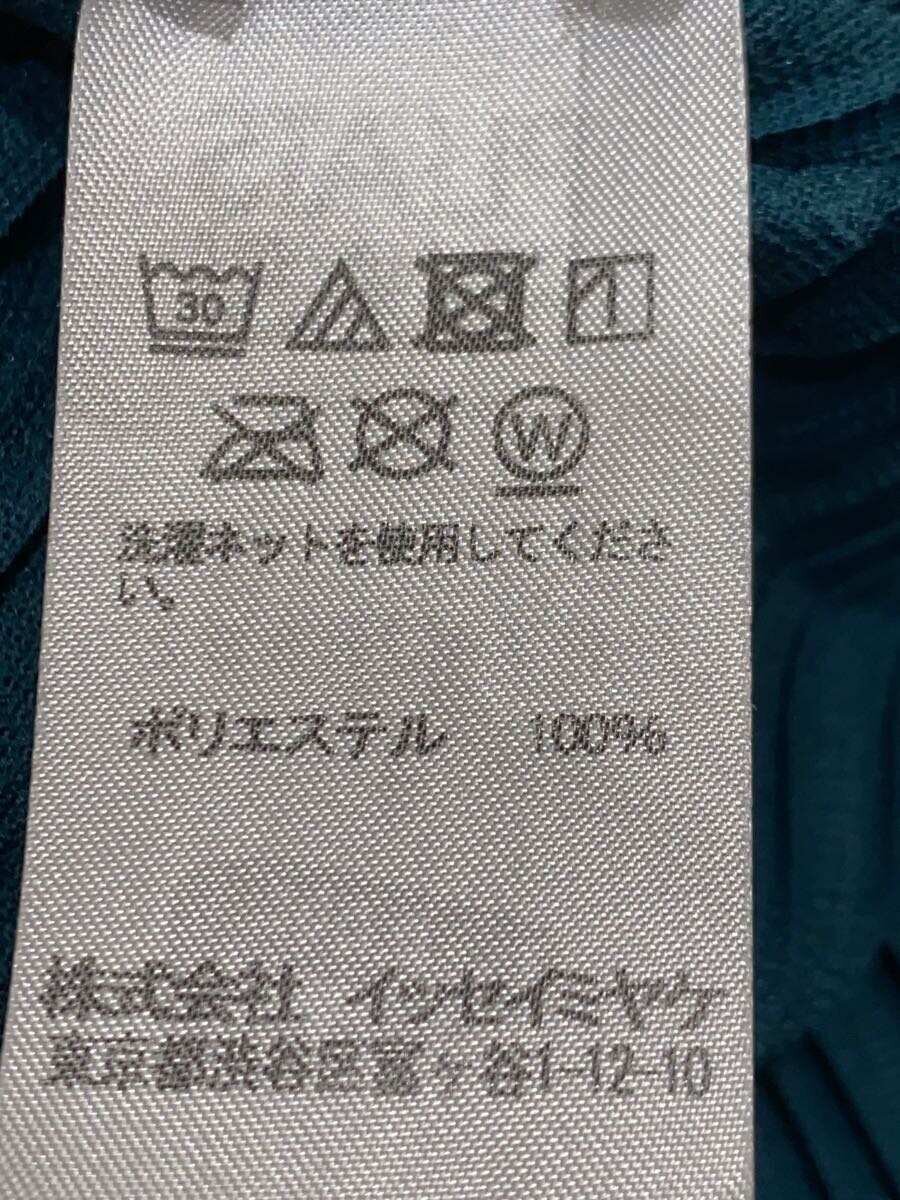 30
W
洗濯ネットを使用してくださ
い。
ポリエステル 100%
株式会社 イッセイミヤケ
東京都渋谷区富ヶ谷1-12-10